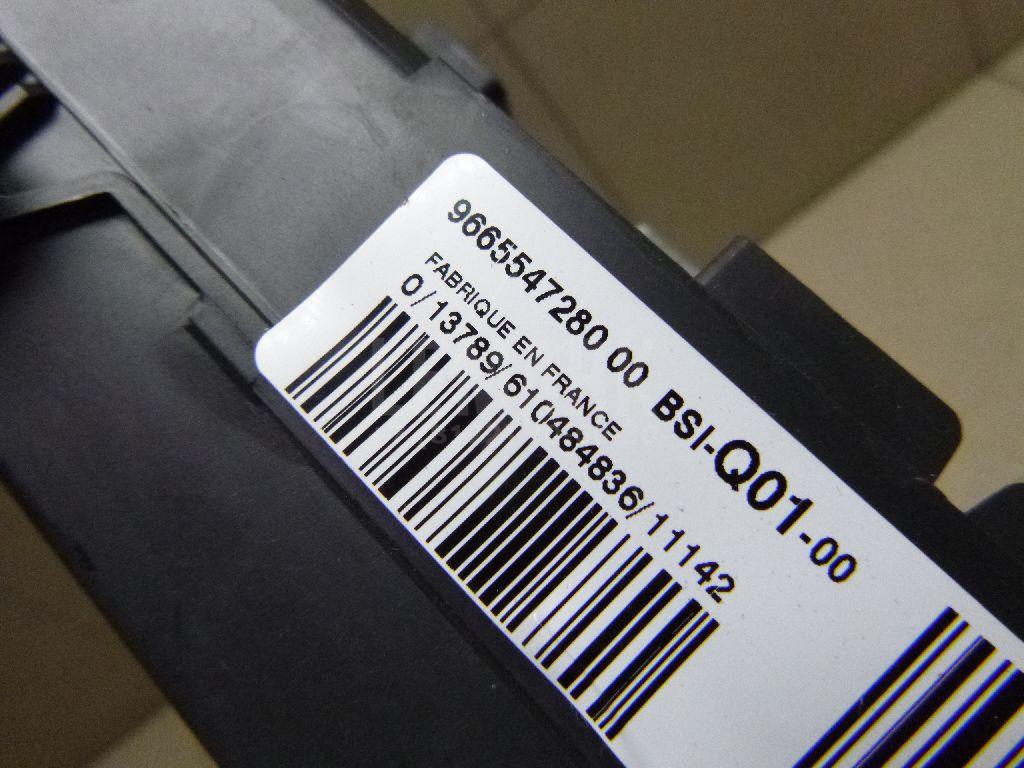 9665547280 00 BSI-Q01-00
FABRIQUE EN FRANCE
0/13789/610484836/11142